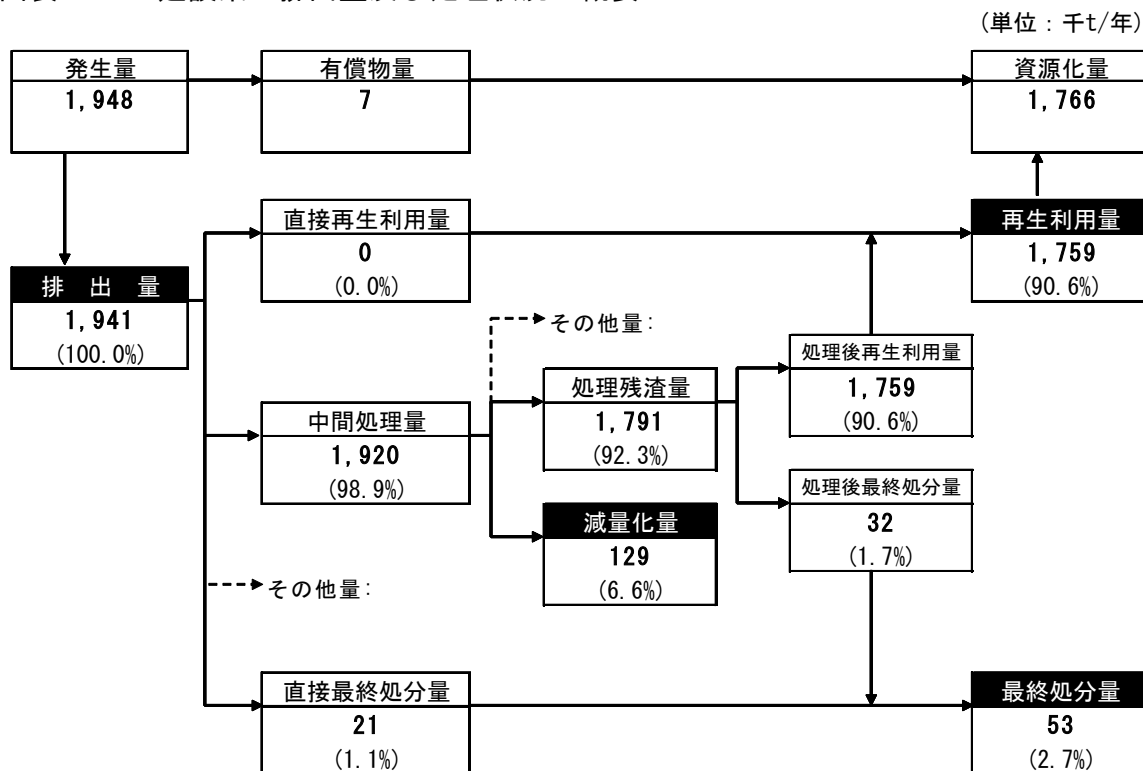 (単位：千t/年)
発生量
1,948
有償物量
7
資源化量
1,766
直接再生利用量
0
(0.0%)
再生利用量
1,759
(90.6%)
排 出 量
1,941
(100.0%)
その他量：
処理後再生利用量
1,759
(90.6%)
処理残渣量
1,791
(92.3%)
中間処理量
1,920
(98.9%)
処理後最終処分量
32
(1.7%)
減量化量
129
(6.6%)
その他量：
直接最終処分量
21
(1.1%)
最終処分量
53
(2.7%)